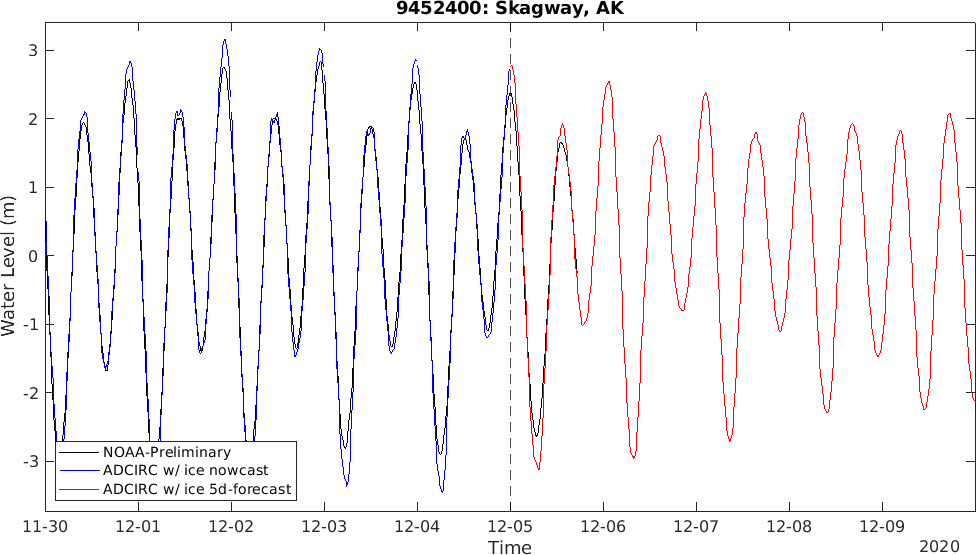 9452400: Skagway, AK
3
2
1
0
-1
-2
-3
Water Level (m)
NOAA-Preliminary
ADCIRC w/ ice nowcast
ADCIRC w/ ice 5d-forecast
11-30 12-01 12-02 12-03 12-04 12-05 12-06 12-07 12-08 12-09
Time
2020